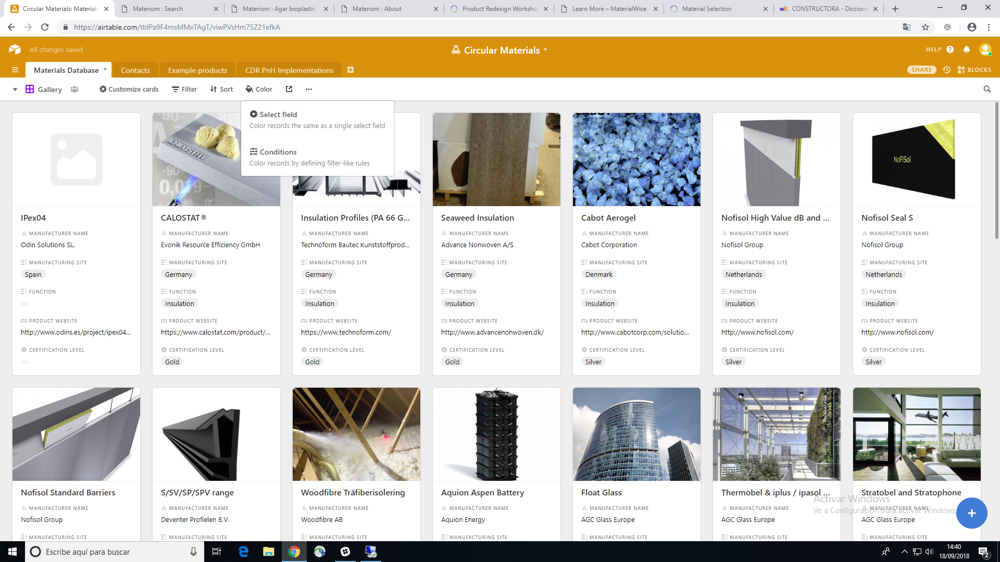 Circular Materials: Materials
Materiom : Search
Materiom : Agar bioplastic
Materiom : About
Product Redesign Workshop
Learn More – MaterialWise
Material Selection
CONSTRUCTORA - Dicciona
https://airtable.com/tblPa9F4msMMxTAgT/viwPVsHm7SZ21efkA
All changes saved
Circular Materials
HELP
Materials Database
Contacts
Example products
CDR PnH Implementations
SHARE
BLOCKS
Gallery
Customize cards
Filter
Sort
Color
Select field
Color records the same as a single select field
Conditions
Color records by defining filter-like rules
CALOSTAT
NoFiSol
IPex04
MANUFACTURER NAME
Odin Solutions SL.
MANUFACTURING SITE
Spain
FUNCTION
PRODUCT WEBSITE
http://www.odins.es/project/ipex04...
CERTIFICATION LEVEL
CALOSTAT®
MANUFACTURER NAME
Evonik Resource Efficiency GmbH
MANUFACTURING SITE
Germany
FUNCTION
Insulation
PRODUCT WEBSITE
https://www.calostat.com/product/...
CERTIFICATION LEVEL
Gold
Insulation Profiles (PA 66 G...
MANUFACTURER NAME
Technoform Bautec Kunststoffprod...
MANUFACTURING SITE
Germany
FUNCTION
Insulation
PRODUCT WEBSITE
https://www.technoform.com/
CERTIFICATION LEVEL
Gold
Seaweed Insulation
MANUFACTURER NAME
Advance Nonwoven A/S
MANUFACTURING SITE
Germany
FUNCTION
Insulation
PRODUCT WEBSITE
http://www.advancenonwoven.dk/
CERTIFICATION LEVEL
Gold
Cabot Aerogel
MANUFACTURER NAME
Cabot Corporation
MANUFACTURING SITE
Denmark
FUNCTION
Insulation
PRODUCT WEBSITE
http://www.cabotcorp.com/solutio...
CERTIFICATION LEVEL
Silver
Nofisol High Value dB and ...
MANUFACTURER NAME
Nofisol Group
MANUFACTURING SITE
Netherlands
FUNCTION
Insulation
PRODUCT WEBSITE
http://www.nofisol.com/
CERTIFICATION LEVEL
Silver
Nofisol Seal S
MANUFACTURER NAME
Nofisol Group
MANUFACTURING SITE
Netherlands
FUNCTION
Insulation
PRODUCT WEBSITE
http://www.nofisol.com/
CERTIFICATION LEVEL
Silver
Nofisol Standard Barriers
MANUFACTURER NAME
Nofisol Group
MANUFACTURING SITE
S/SV/SP/SPV range
MANUFACTURER NAME
Deventer Profielen B.V.
MANUFACTURING SITE
Woodfibre Träfiberisolering
MANUFACTURER NAME
Woodfibre AB
MANUFACTURING SITE
Aquion Aspen Battery
MANUFACTURER NAME
Aquion Energy
MANUFACTURING SITE
Float Glass
MANUFACTURER NAME
AGC Glass Europe
MANUFACTURING SITE
Thermobel & iplus / ipasol ...
MANUFACTURER NAME
AGC Glass Europe
MANUFACTURING SITE
Stratobel and Stratophone
MANUFACTURER NAME
AGC Glass Europe
MANUFACTURING SITE
Activar Windows
Ve a Configuración para activar Windows.
Escribe aquí para buscar
14:40
18/09/2018
2